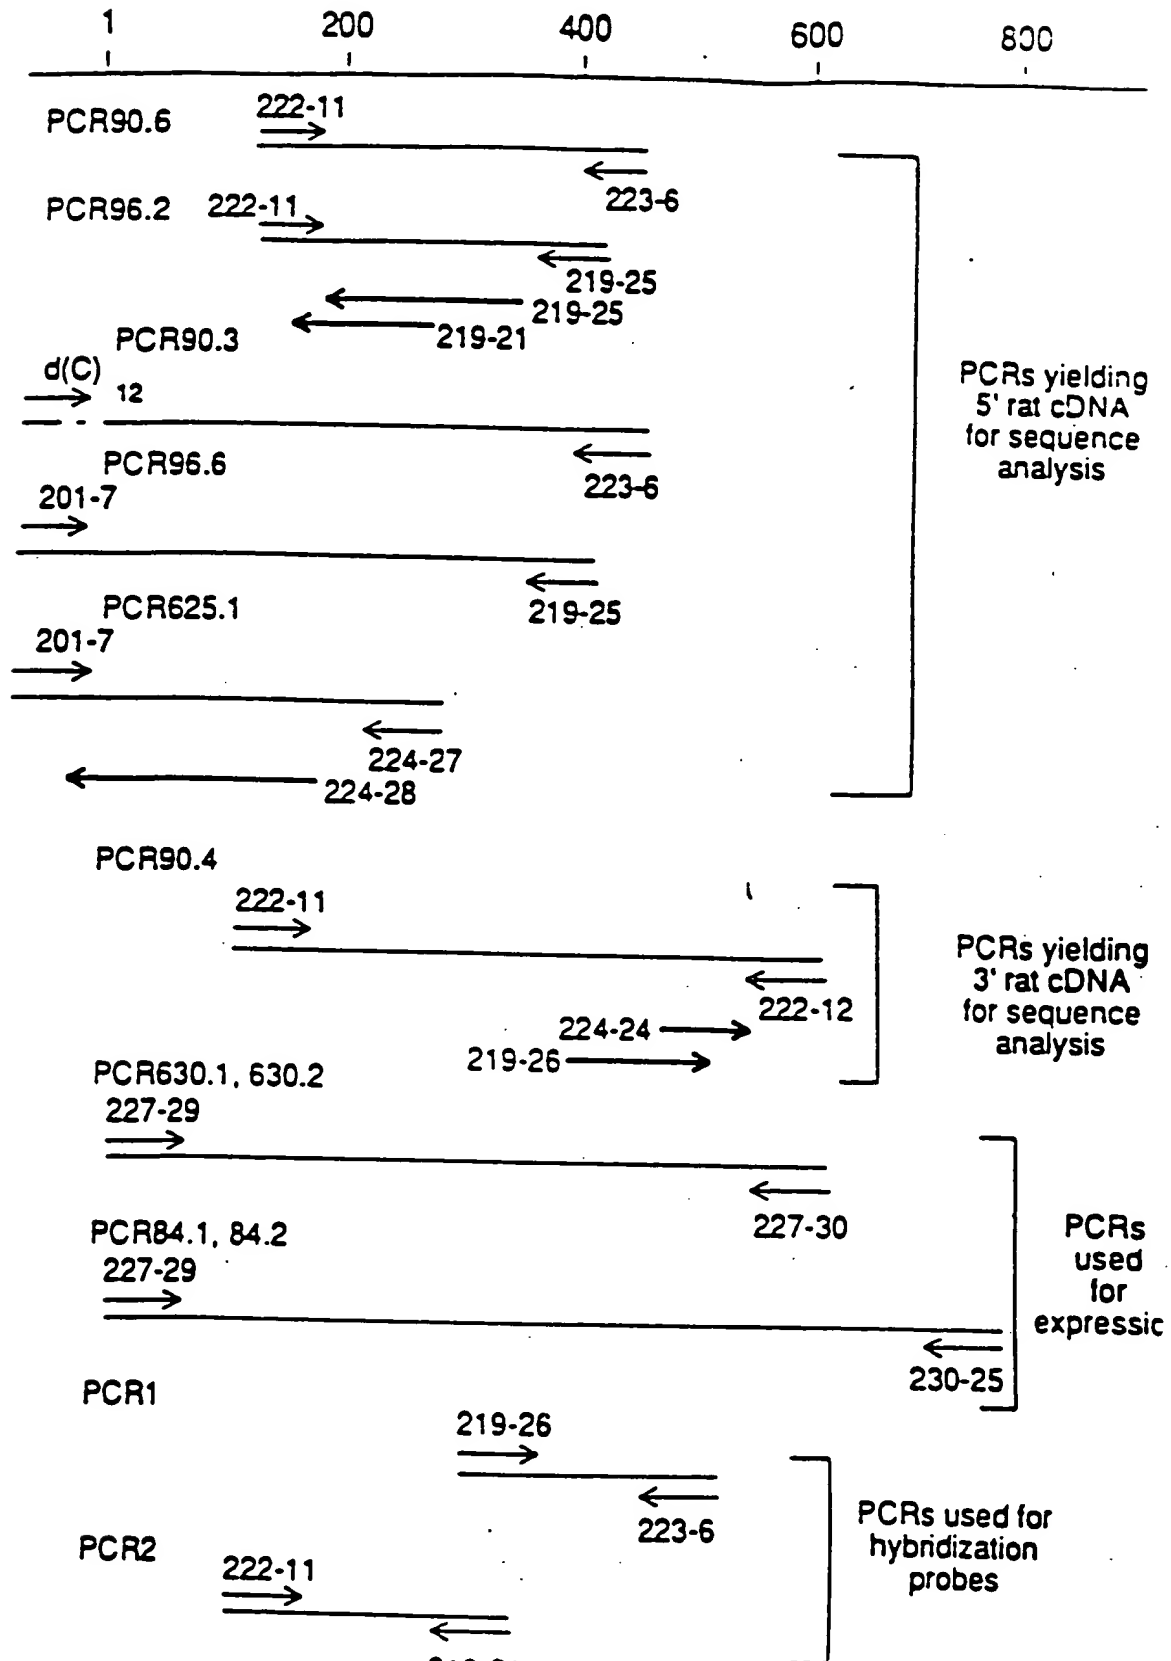 1 200 400 600 800
PCR90.6
222-11
223-6
PCR96.2
222-11
219-25
219-25
219-21
PCR90.3
d(C)
12
223-6
PCR96.6
201-7
219-25
PCR625.1
201-7
224-27
224-28
PCRs yielding
5' rat cDNA
for sequence
analysis
PCR90.4
222-11
222-12
224-24
219-26
PCRs yielding
3' rat cDNA
for sequence
analysis
PCR630.1, 630.2
227-29
227-30
PCR84.1, 84.2
227-29
230-25
PCRs
used
for
expressic
PCR1
219-26
223-6
PCR2
222-11
PCRs used for
hybridization
probes